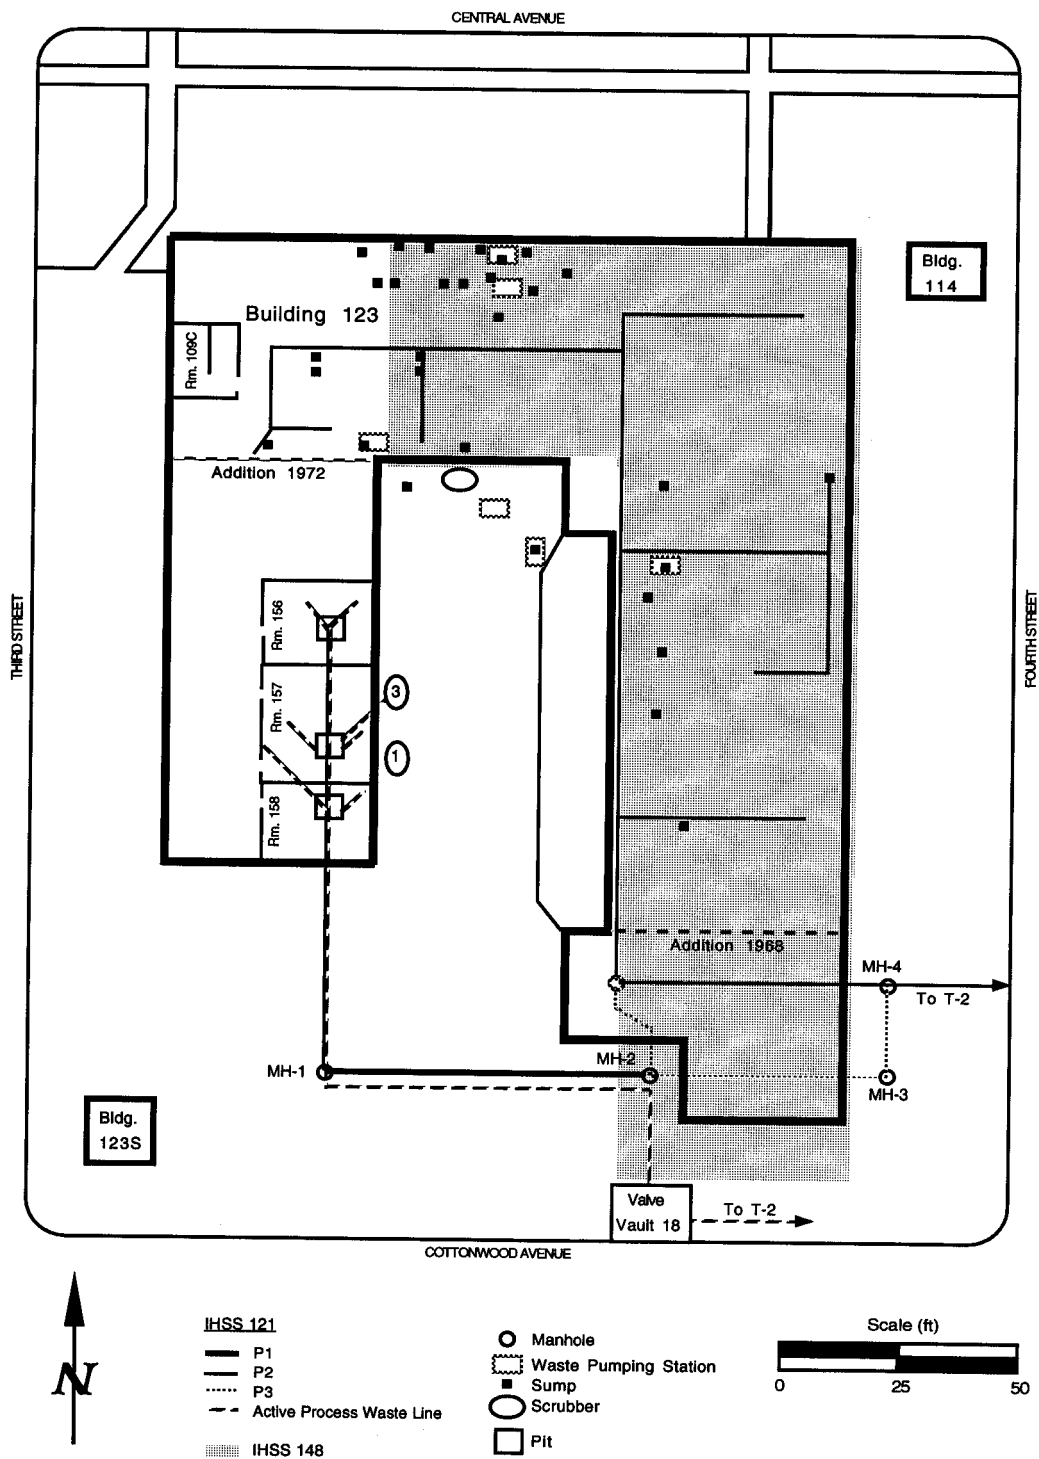 CENTRAL AVENUE
Bldg.
114
Building 123
Rm. 109C
Addition 1972
THIRD STREET
FOURTH STREET
Rm. 156
Rm. 157
3
1
Rm. 158
Addition 1968
MH-4
To T-2
MH-2
MH-1
MH-3
Bldg.
123S
Valve
Vault 18
To T-2
COTTONWOOD AVENUE
N
IHSS 121
P1
P2
P3
Active Process Waste Line
IHSS 148
Manhole
Waste Pumping Station
Sump
Scrubber
Pit
Scale (ft)
0 25 50